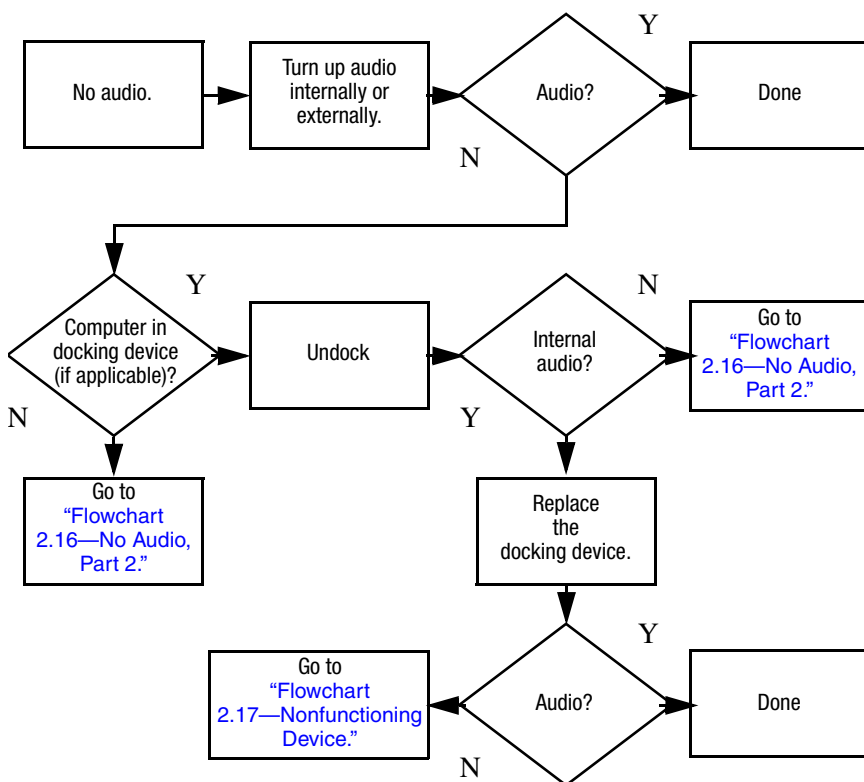 Y
No audio.
Turn up audio
internally or
externally.
Audio?
Done
N
Y
N
Computer in
docking device
(if applicable)?
Undock
Internal
audio?
Go to
“Flowchart
2.16—No Audio,
Part 2.”
N
Y
Go to
“Flowchart
2.16—No Audio,
Part 2.”
Replace
the
docking device.
Y
Go to
“Flowchart
2.17—Nonfunctioning
Device.”
Audio?
Done
N